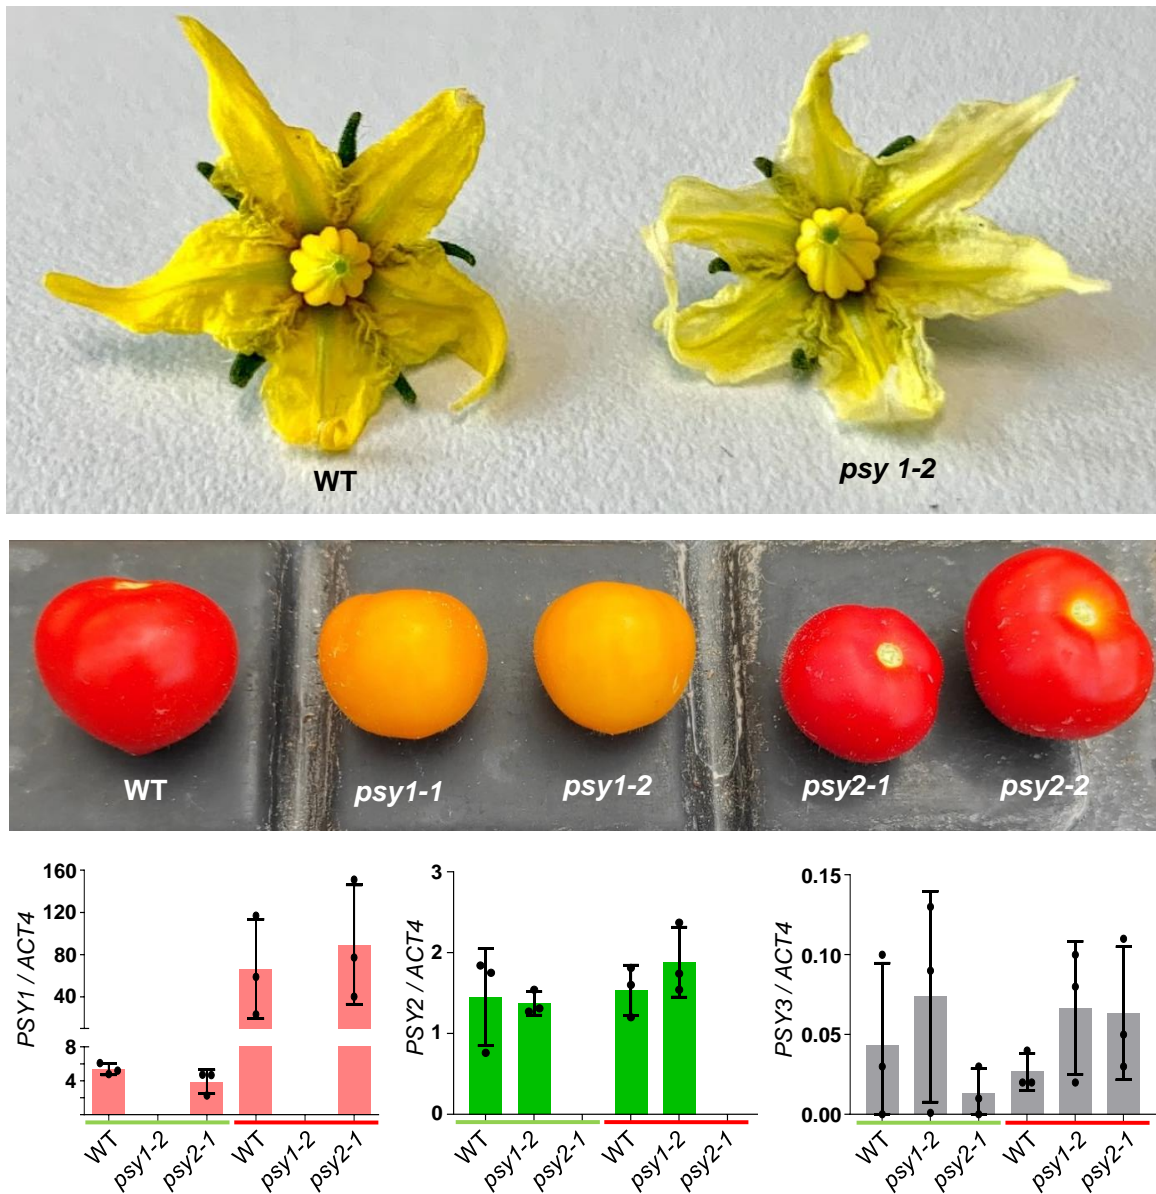 WT
psy 1-2
WT
psy1-1
psy1-2
psy2-1
psy2-2
PSY1 / ACT4
160
120
80
40
8
4
WT
psy1-2
psy2-1
WT
psy1-2
psy2-1
PSY2 / ACT4
3
2
1
0
WT
psy1-2
psy2-1
WT
psy1-2
psy2-1
PSY3 / ACT4
0.15
0.10
0.05
0.00
WT
psy1-2
psy2-1
WT
psy1-2
psy2-1